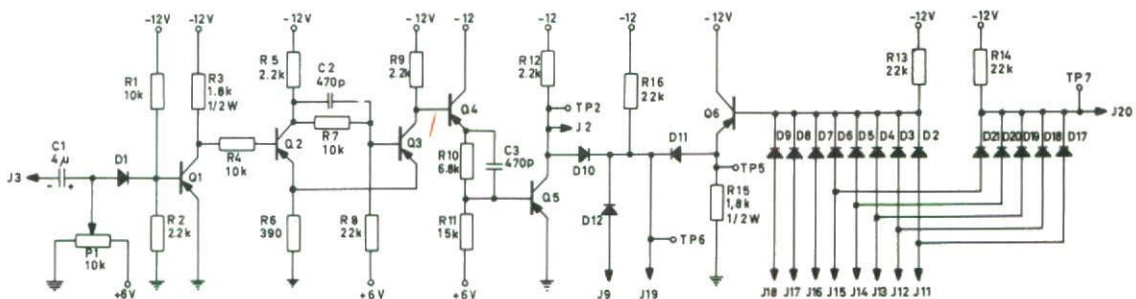 -12V -12V -12V -12V -12 -12 -12 -12V -12V -12V
R1 10k
R3 1.8k 1/2W
R5 2.2k
C2 470p
R9 2.2k
Q4
R12 2.2k
TP2
J2
R16 22k
Q6
R13 22k
R14 22k
TP7
J20
C1 4µ
- +
J3
D1
Q1
R4 10k
Q2
R7 10k
Q3
R10 6.8k
C3 470p
Q5
D10
D11
TP5
D9 D8 D7 D6 D5 D4 D3 D2
D21 D20 D19 D18 D17
P1 10k
+6V
R2 2.2k
R6 390
R8 22k
+6V
R11 15k
+6V
D12
TP6
R15 1,8k 1/2W
J9 J19
J18 J17 J16 J15 J14 J13 J12 J11